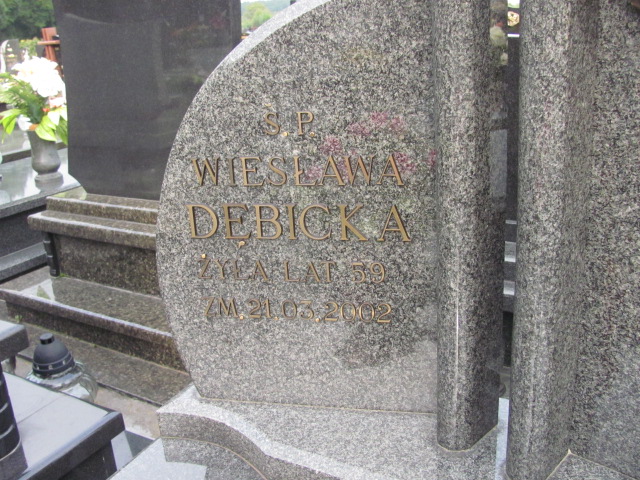 Ś. P.
WIESŁAWA
DĘBICKA
ŻYŁA LAT 59
ZM. 21.03.2002